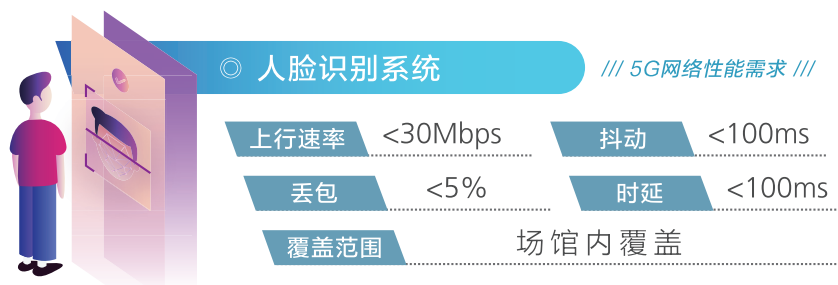 ◎ 人脸识别系统 /// 5G网络性能需求 ///
上行速率 <30Mbps 抖动 <100ms
丢包 <5% 时延 <100ms
覆盖范围 场馆内覆盖